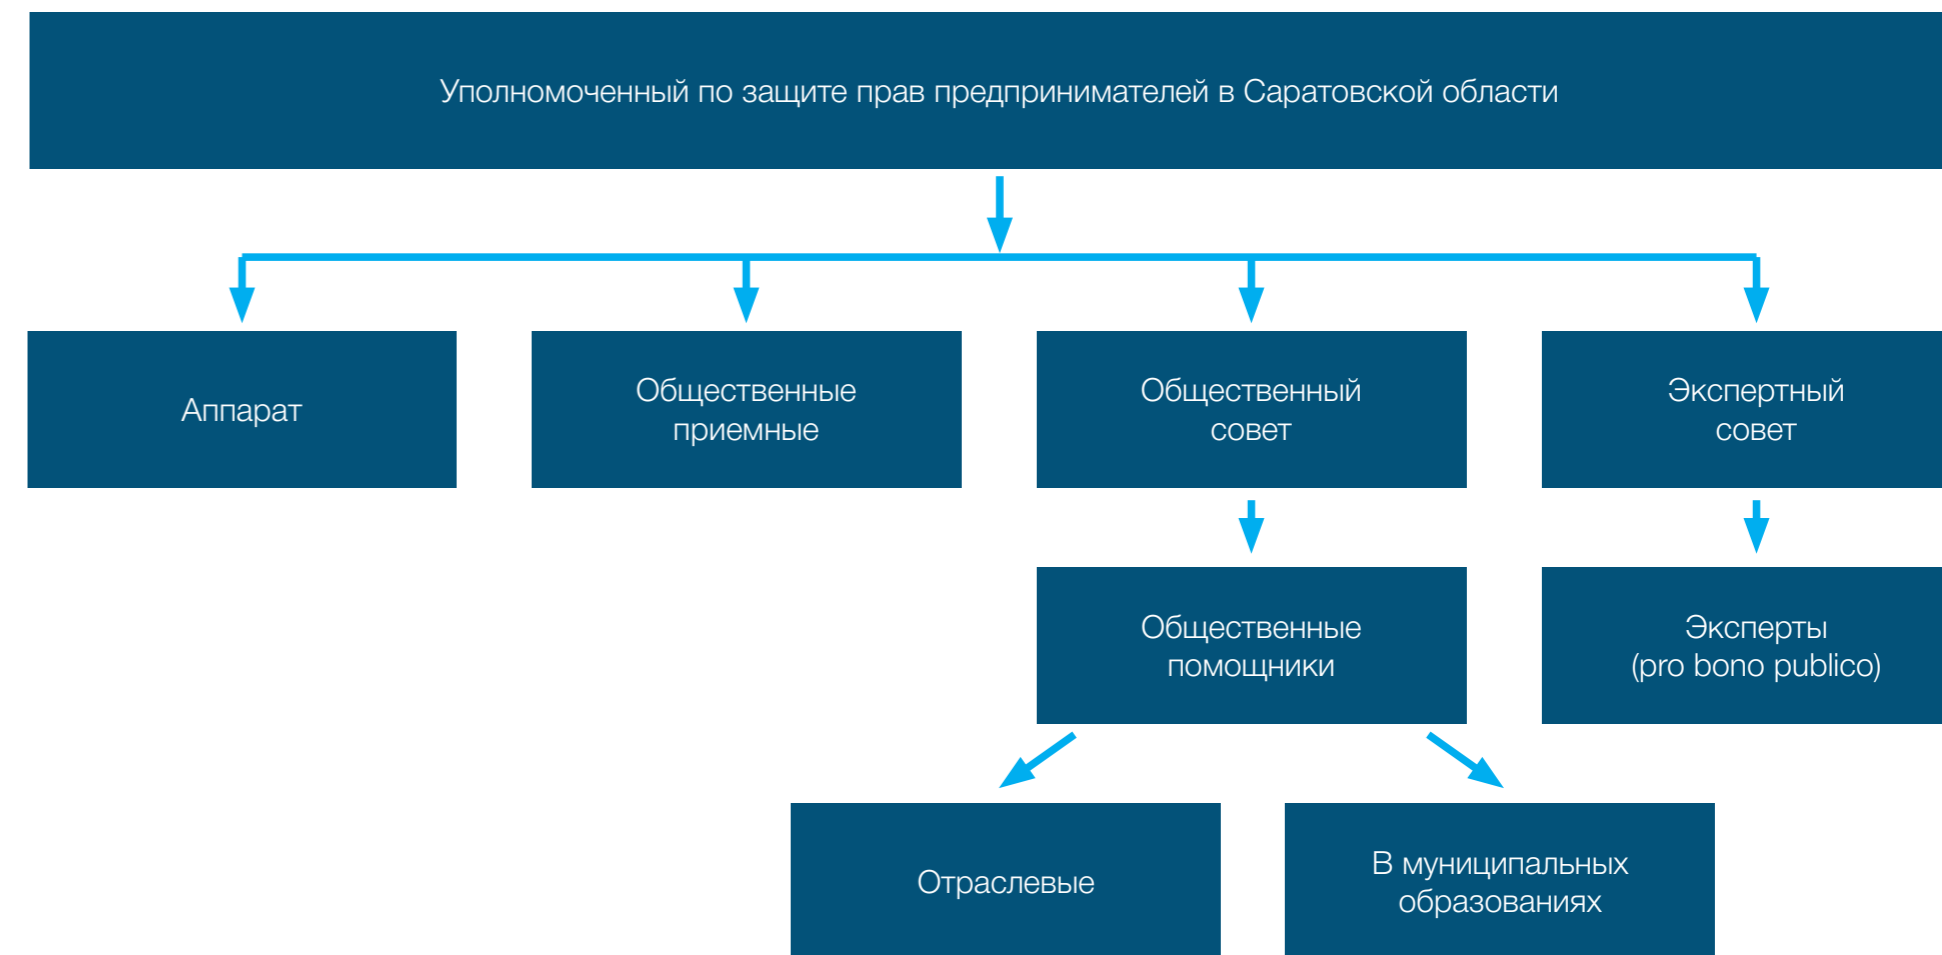 Уполномоченный по защите прав предпринимателей в Саратовской области
Аппарат
Общественные
приемные
Общественный
совет
Экспертный
совет
Общественные
помощники
Эксперты
(pro bono publico)
Отраслевые
В муниципальных
образованиях